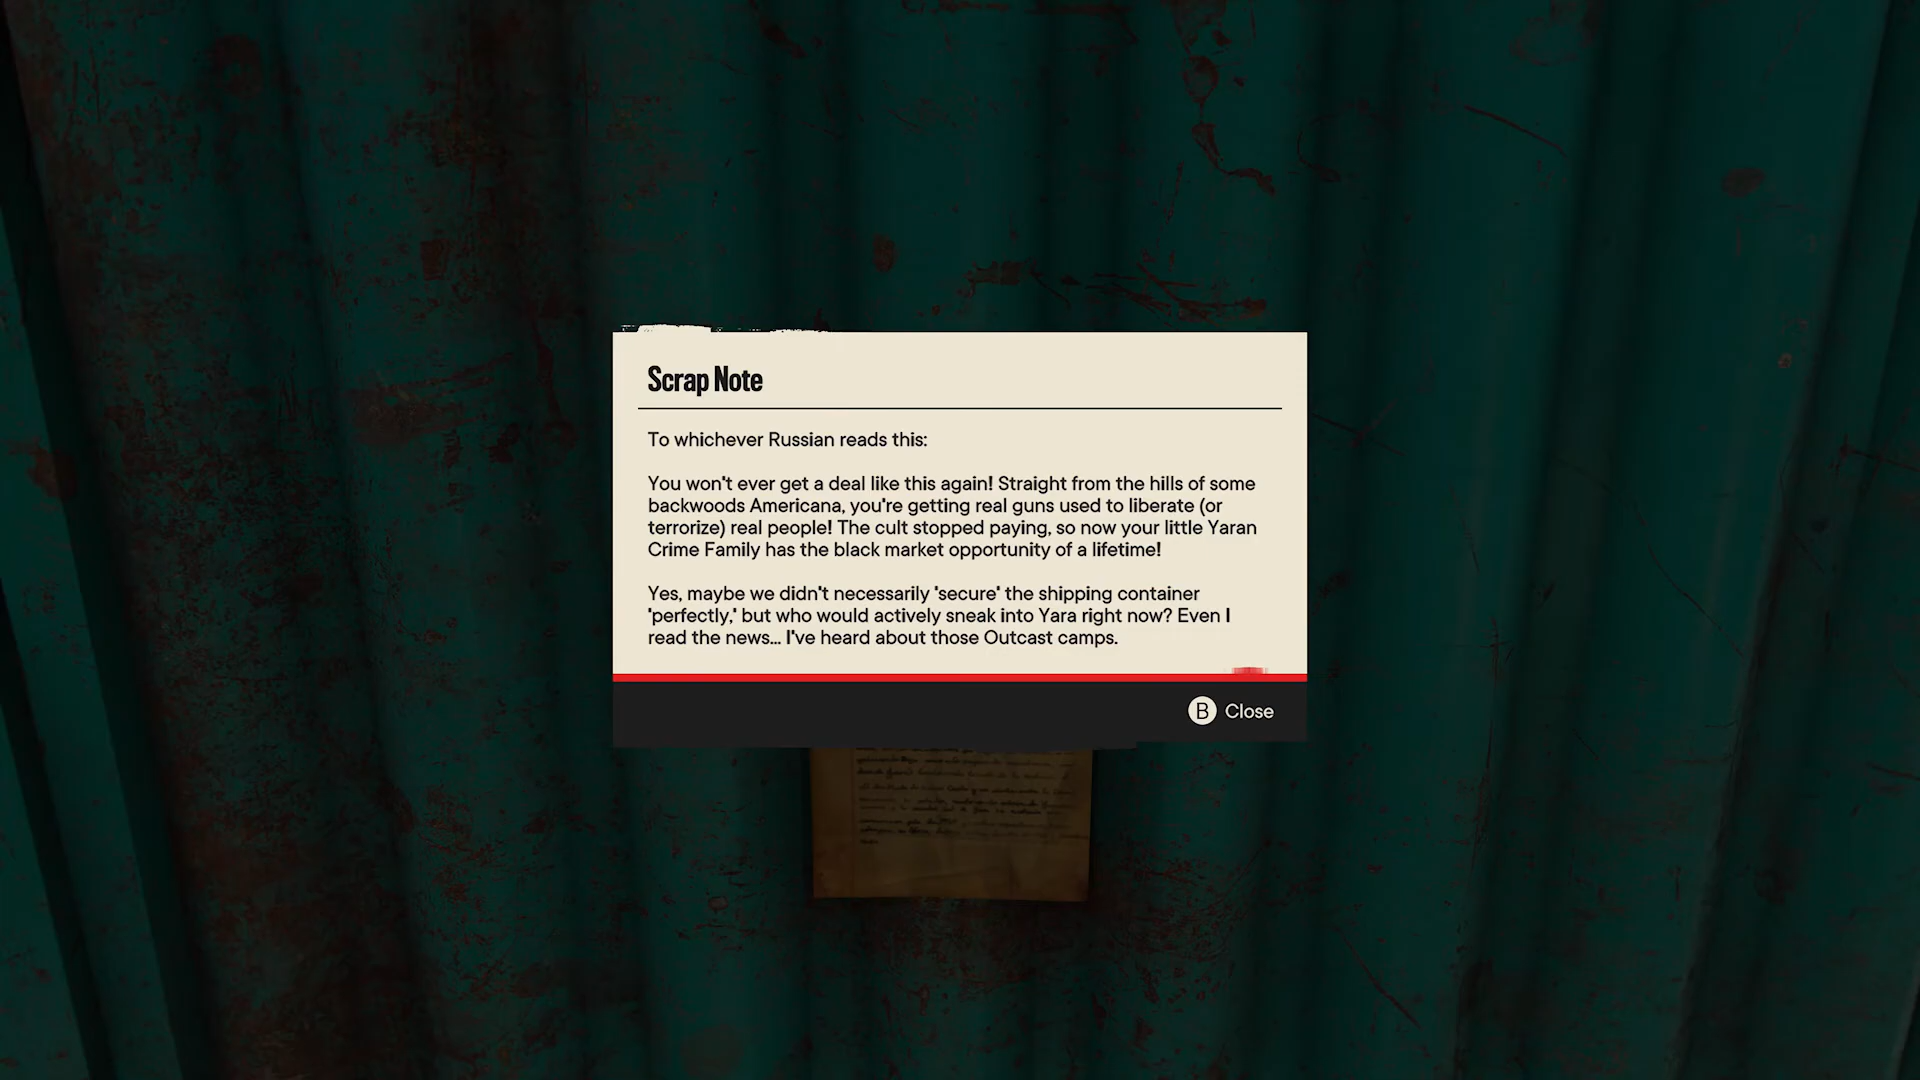 Scrap Note
To whichever Russian reads this:
You won't ever get a deal like this again! Straight from the hills of some
backwoods Americana, you're getting real guns used to liberate (or
terrorize) real people! The cult stopped paying, so now your little Yaran
Crime Family has the black market opportunity of a lifetime!
Yes, maybe we didn't necessarily 'secure' the shipping container
'perfectly,' but who would actively sneak into Yara right now? Even I
read the news... I've heard about those Outcast camps.
B Close